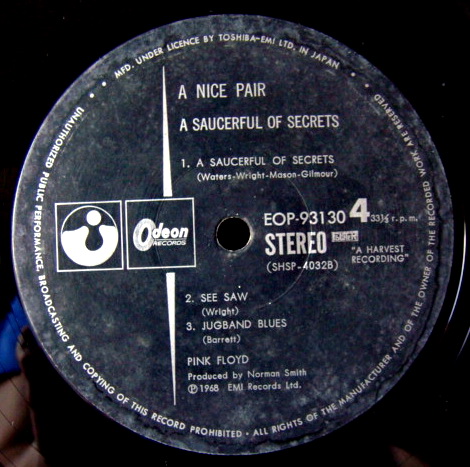 MFD. UNDER LICENCE BY TOSHIBA-EMI LTD. IN JAPAN
A NICE PAIR
A SAUCERFUL OF SECRETS
1. A SAUCERFUL OF SECRETS
(Waters-Wright-Mason-Gilmour)
Odeon
RECORDS
EOP-93130 4 33⅓ r.p.m.
STEREO
"A HARVEST
RECORDING"
(SHSP-4032B)
2. SEE SAW
(Wright)
3. JUGBAND BLUES
(Barrett)
PINK FLOYD
Produced by Norman Smith
Ⓟ1968 EMI Records Ltd.
UNAUTHORIZED PUBLIC PERFORMANCE, BROADCASTING AND COPYING OF THIS RECORD PROHIBITED • ALL RIGHTS OF THE MANUFACTURER AND OF THE OWNER OF THE RECORDED WORK ARE RESERVED